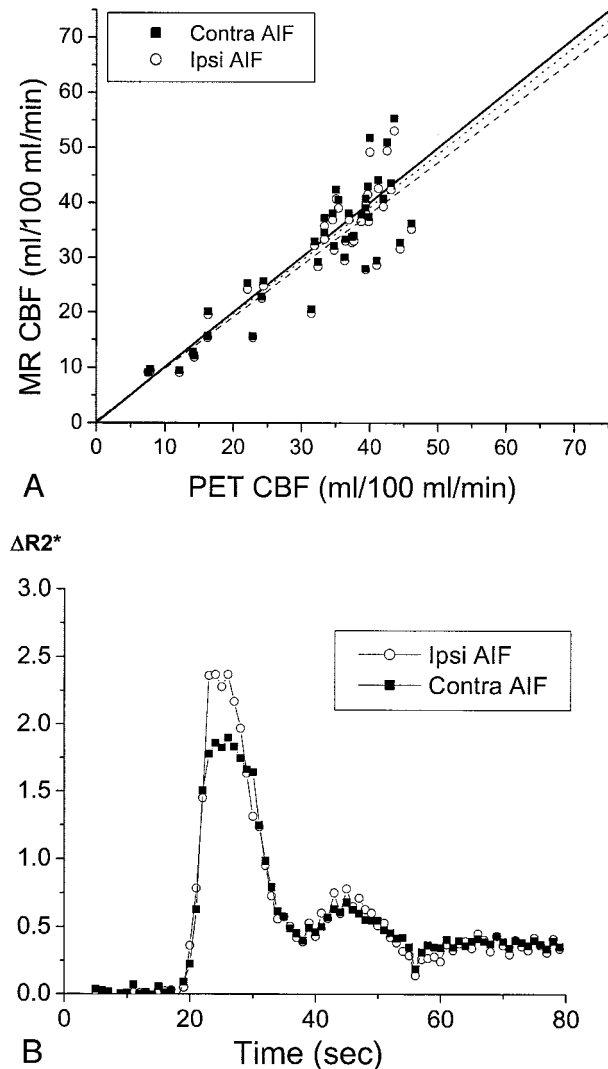 Contra AIF
Ipsi AIF
MR CBF (ml/100 ml/min)
70
60
50
40
30
20
10
0
0 10 20 30 40 50 60 70
PET CBF (ml/100 ml/min)
A
ΔR2*
Ipsi AIF
Contra AIF
3.0
2.5
2.0
1.5
1.0
0.5
0.0
0 20 40 60 80
Time (sec)
B